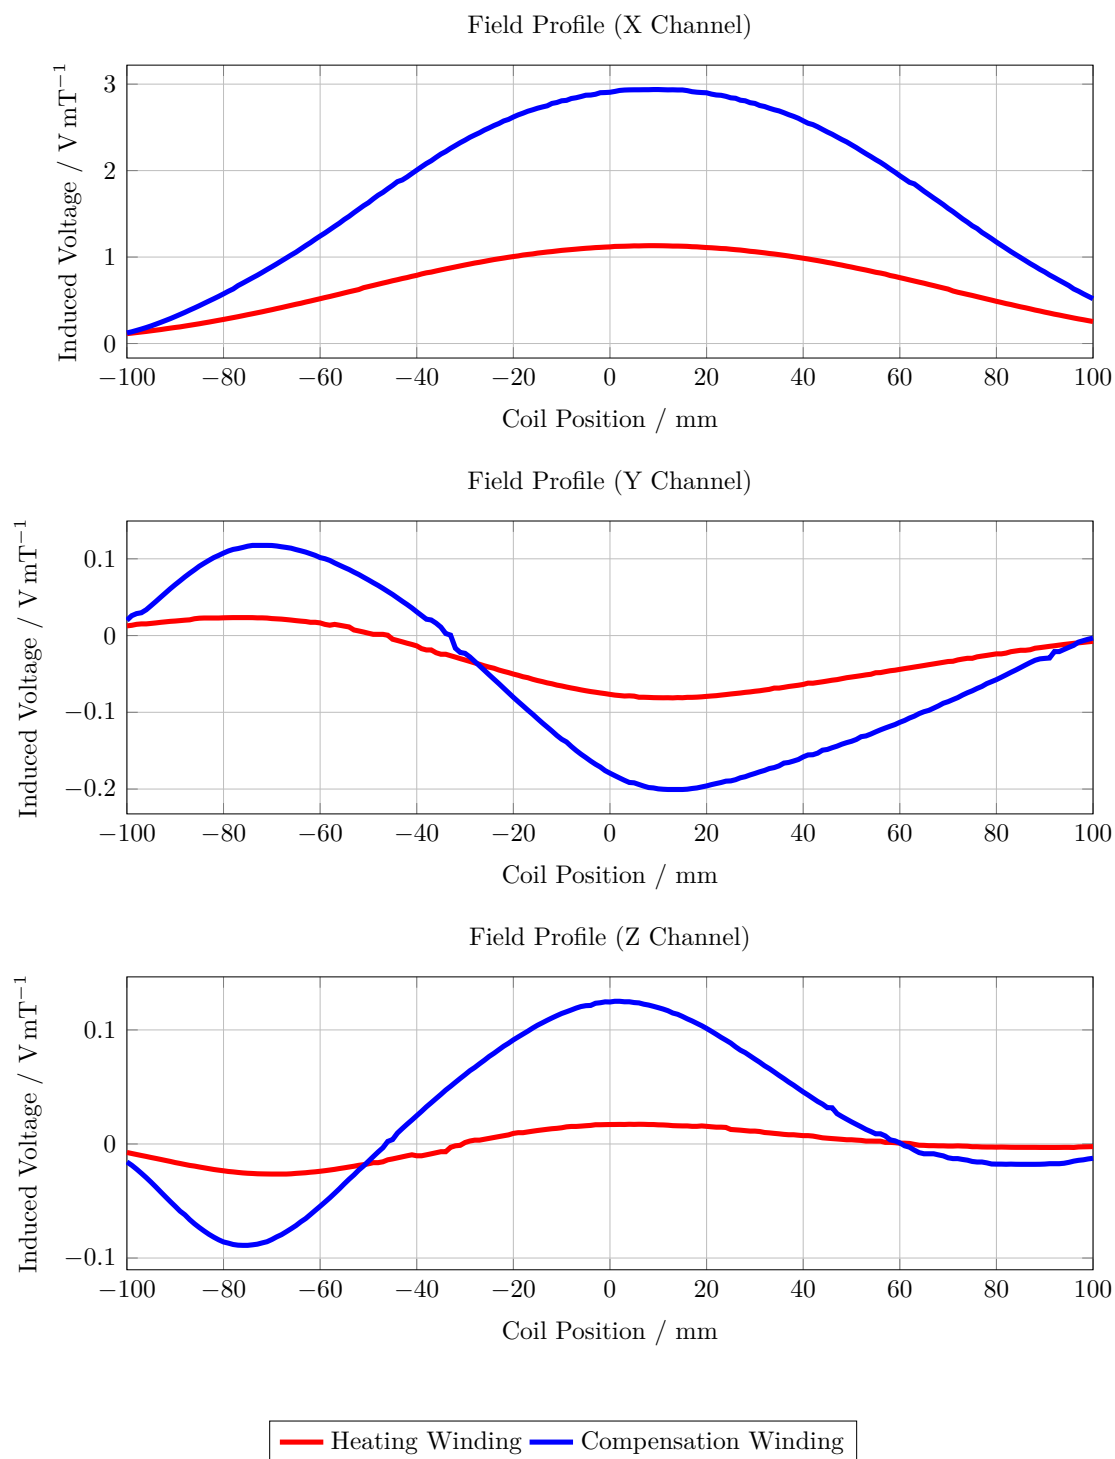 Field Profile (X Channel)
Induced Voltage / V mT⁻¹
3
2
1
0
−100 −80 −60 −40 −20 0 20 40 60 80 100
Coil Position / mm
Field Profile (Y Channel)
Induced Voltage / V mT⁻¹
0.1
0
−0.1
−0.2
−100 −80 −60 −40 −20 0 20 40 60 80 100
Coil Position / mm
Field Profile (Z Channel)
Induced Voltage / V mT⁻¹
0.1
0
−0.1
−100 −80 −60 −40 −20 0 20 40 60 80 100
Coil Position / mm
Heating Winding Compensation Winding